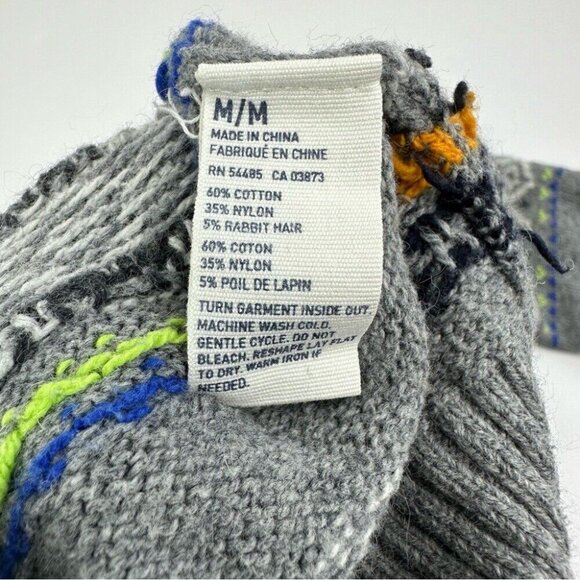 M/M
MADE IN CHINA
FABRIQUÉ EN CHINE
RN 54485 CA 03873
60% COTTON
35% NYLON
5% RABBIT HAIR
60% COTON
35% NYLON
5% POIL DE LAPIN
TURN GARMENT INSIDE OUT.
MACHINE WASH COLD,
GENTLE CYCLE. DO NOT
BLEACH. RESHAPE LAY FLAT
TO DRY. WARM IRON IF
NEEDED.